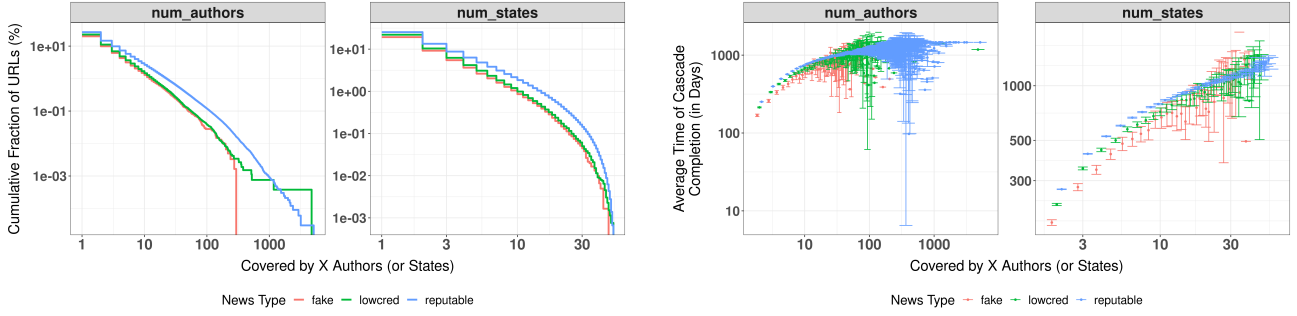 num_authors
num_states
Cumulative Fraction of URLs (%)
1e+01
1e-01
1e-03
1
10
100
1000
1e+01
1e+00
1e-01
1e-02
1e-03
1
3
10
30
Covered by X Authors (or States)
News Type fake lowcred reputable
num_authors
num_states
Average Time of Cascade
Completion (in Days)
1000
100
10
10
100
1000
1000
500
300
3
10
30
Covered by X Authors (or States)
News Type fake lowcred reputable